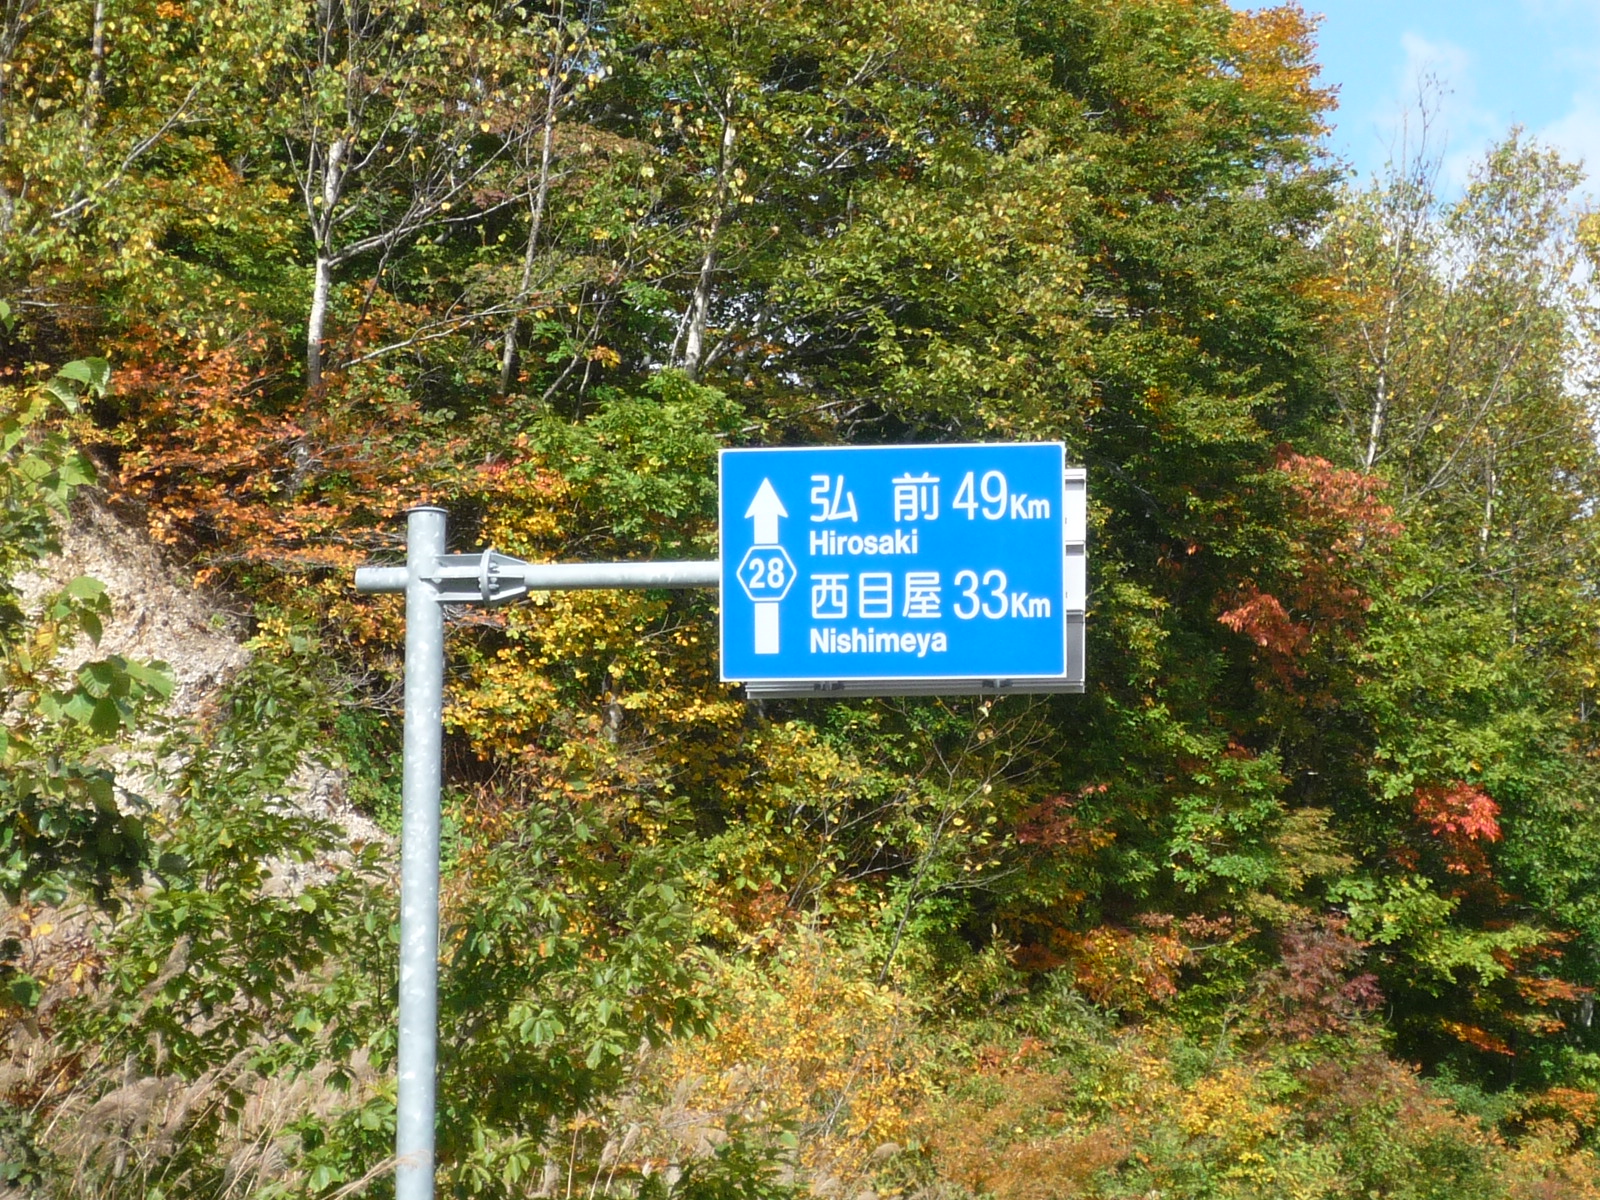 弘 前 49Km
Hirosaki
28
西目屋 33Km
Nishimeya